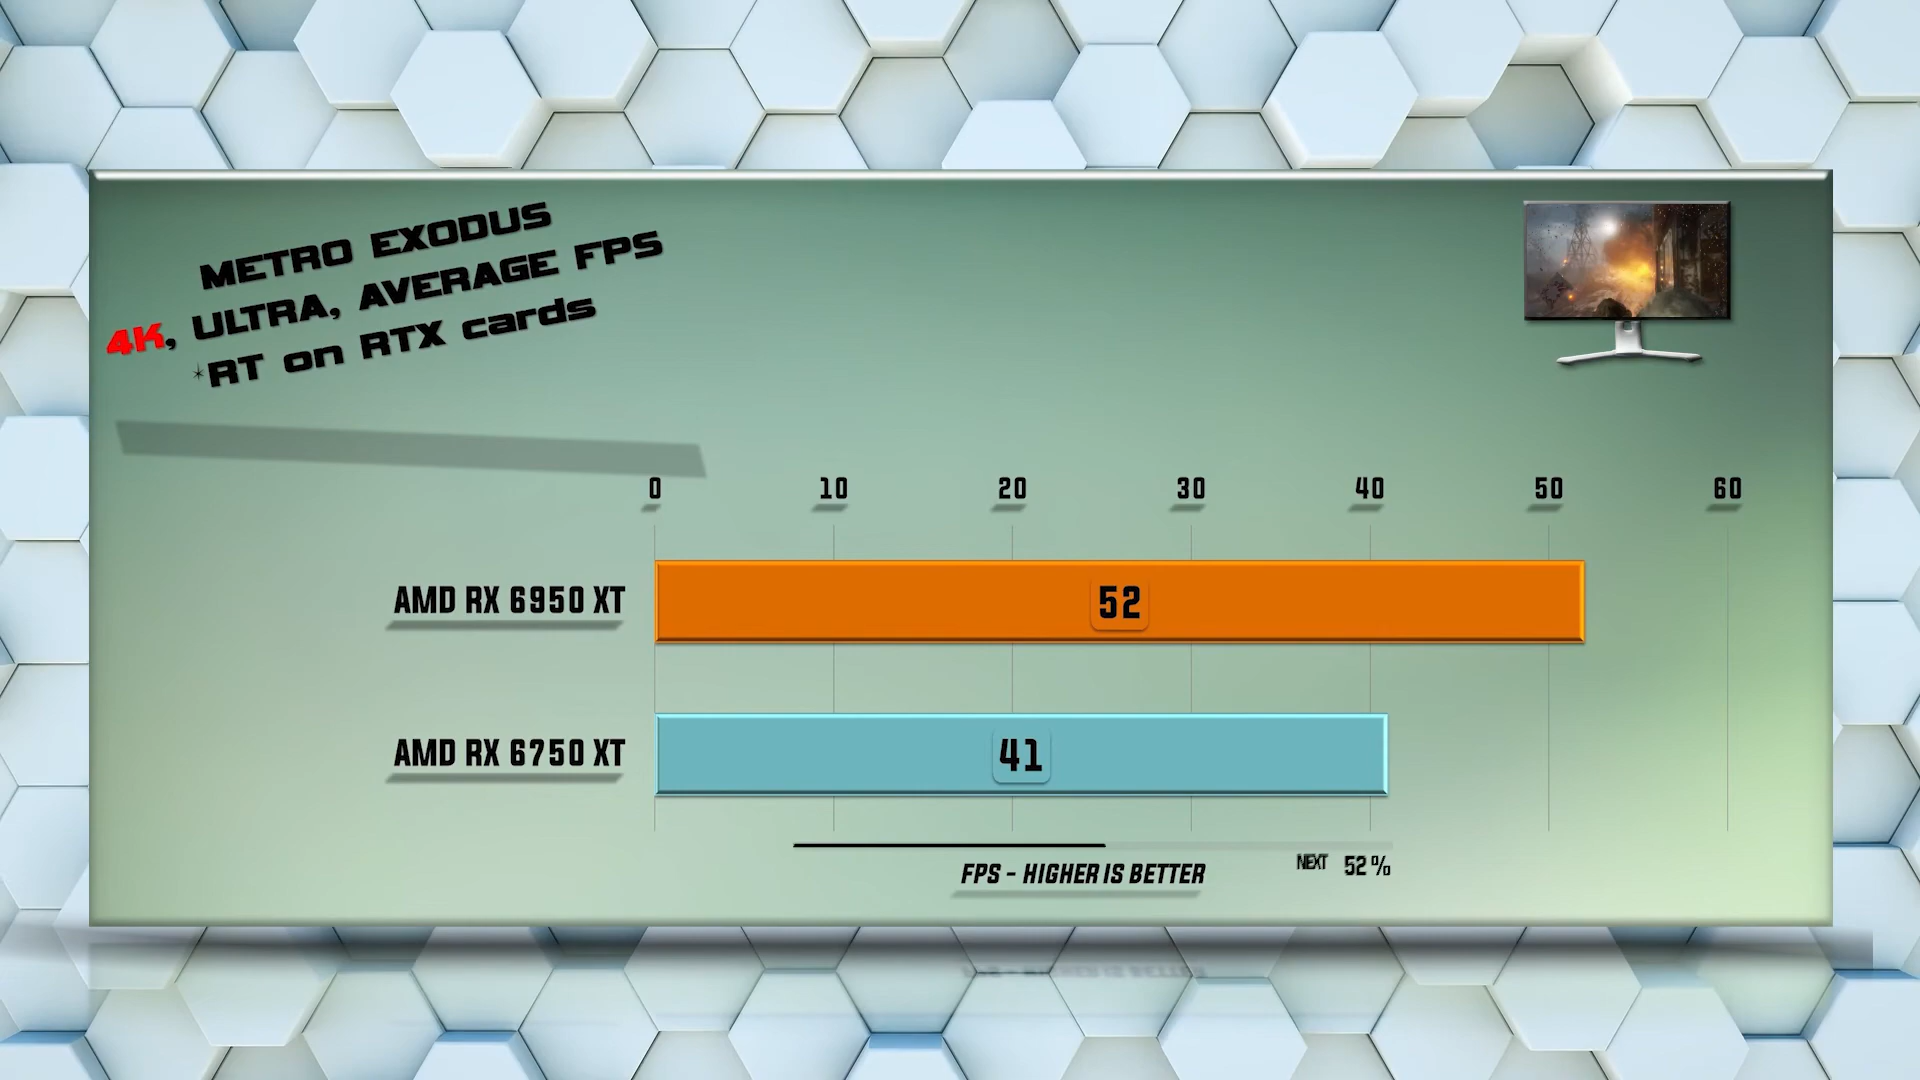 METRO EXODUS
4K, ULTRA, AVERAGE FPS
*RT on RTX cards
0 10 20 30 40 50 60
AMD RX 6950 XT 52
AMD RX 6750 XT 41
FPS - HIGHER IS BETTER
NEXT 52%